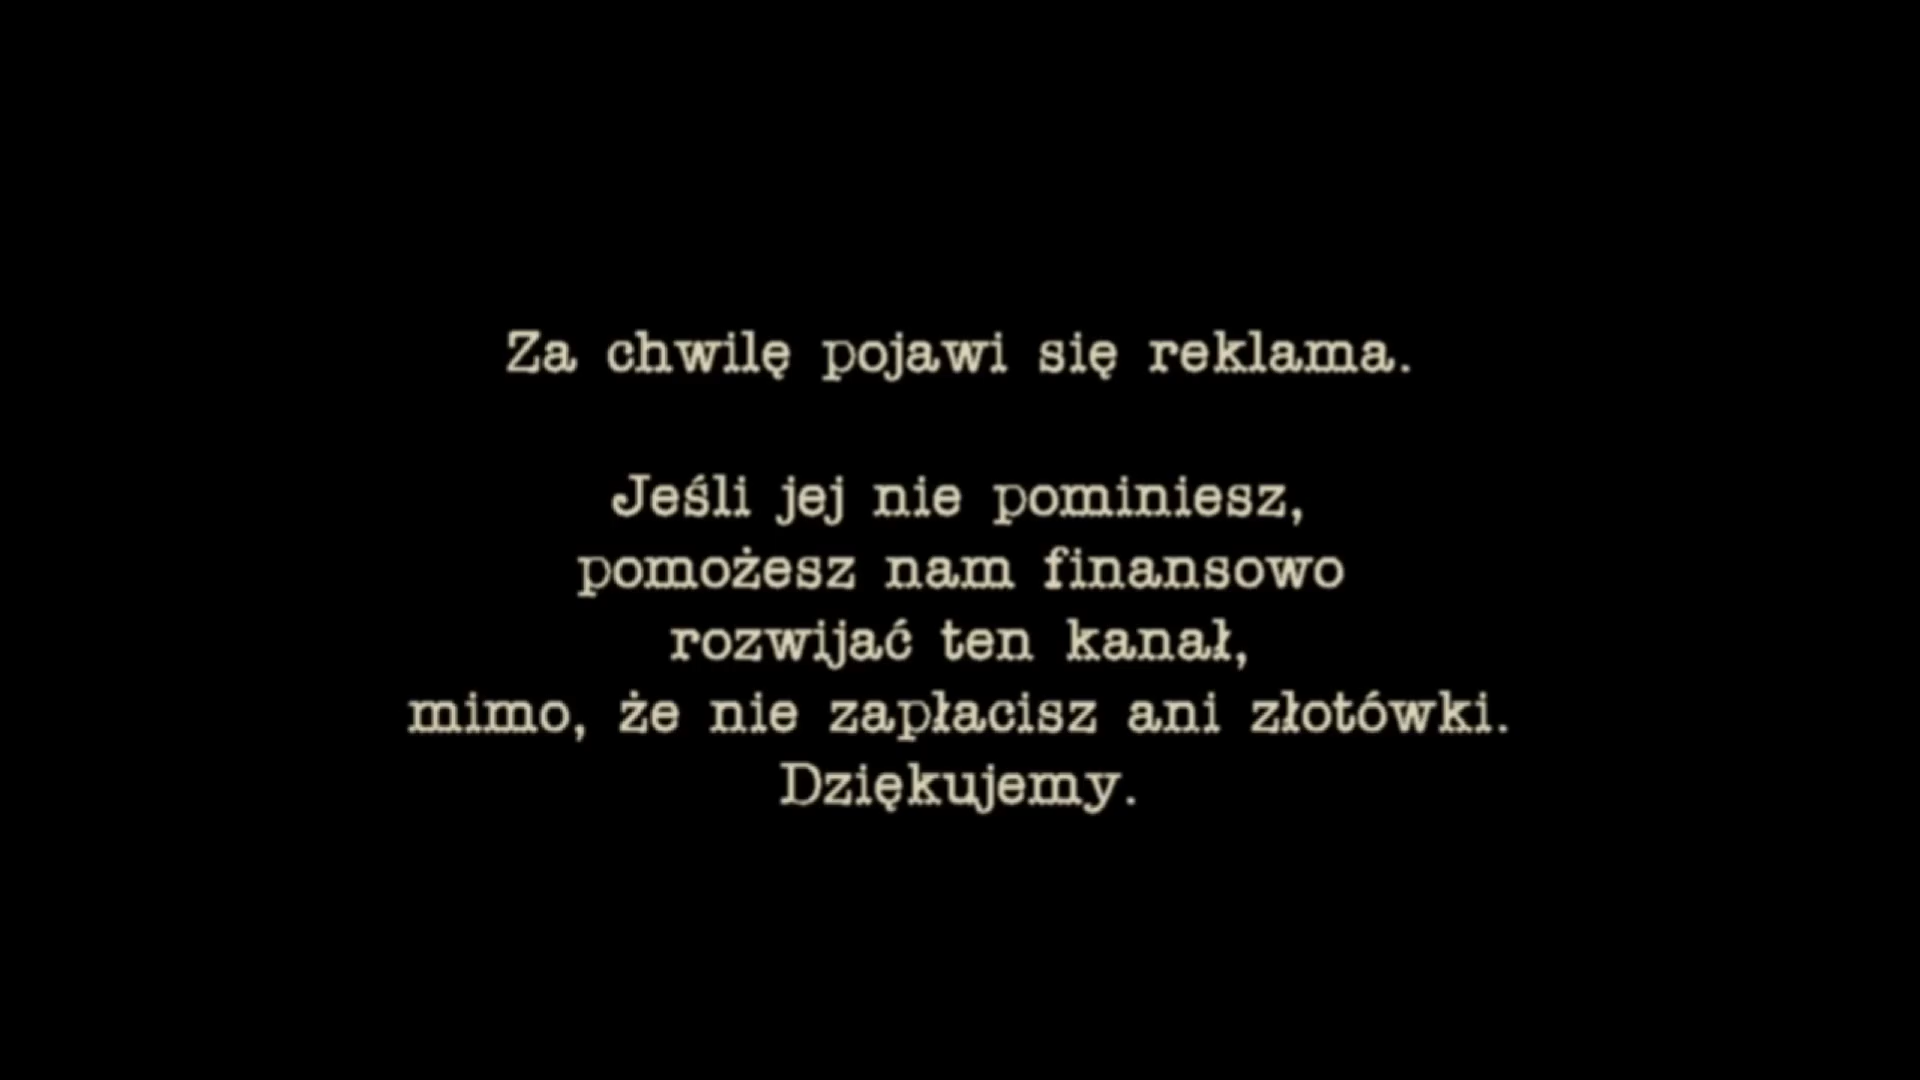 Za chwilę pojawi się reklama.
Jeśli jej nie pominiesz,
pomożesz nam finansowo
rozwijać ten kanał,
mimo, że nie zapłacisz ani złotówki.
Dziękujemy.